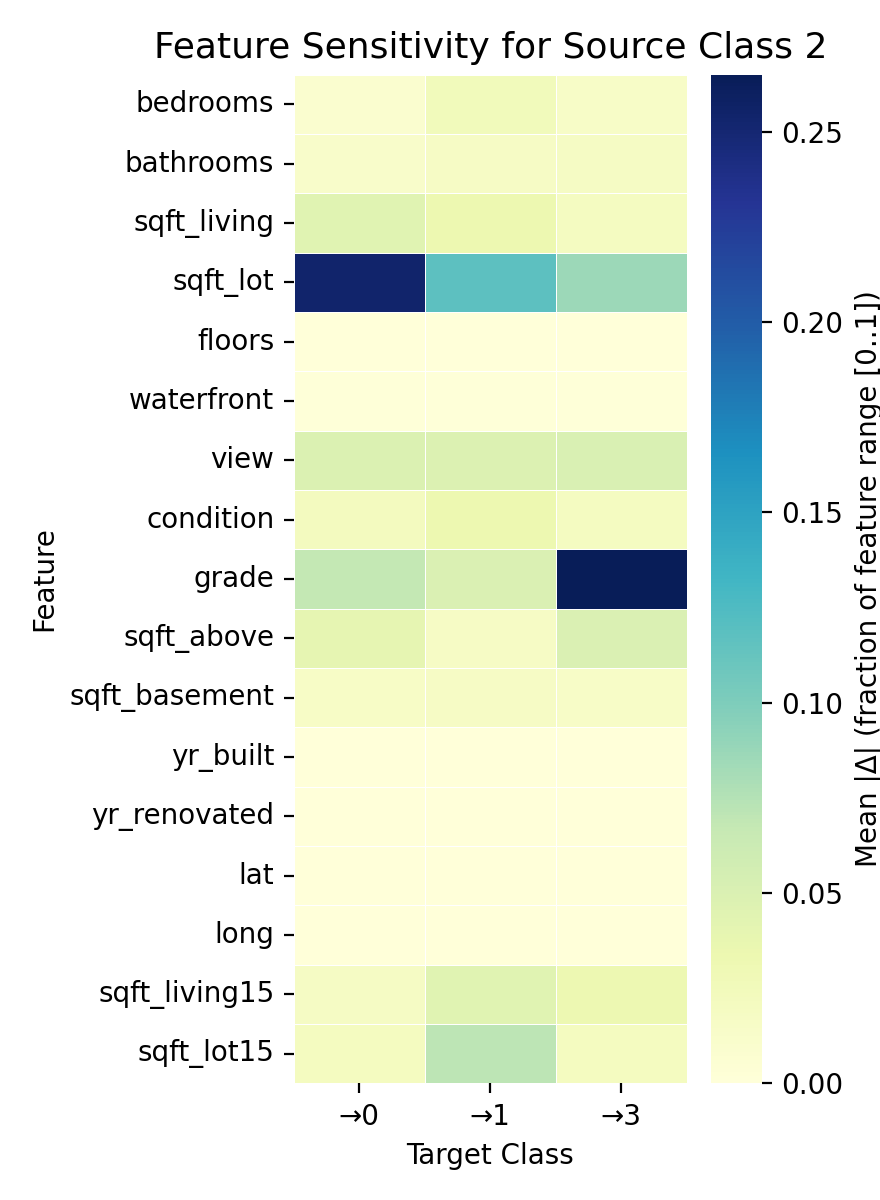 Feature Sensitivity for Source Class 2
bedrooms
bathrooms
sqft_living
sqft_lot
floors
waterfront
view
condition
grade
sqft_above
sqft_basement
yr_built
yr_renovated
lat
long
sqft_living15
sqft_lot15
Feature
→0 →1 →3
Target Class
0.25
0.20
0.15
0.10
0.05
0.00
Mean |Δ| (fraction of feature range [0..1])